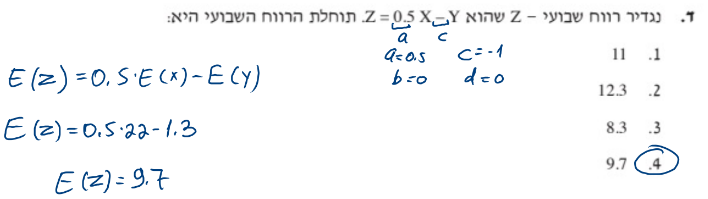 ד. נגדיר רווח שבועי – Z שהוא Z = 0.5 X – Y. תוחלת הרווח השבועי היא:
a c
a=0.5 c=-1
b=0 d=0
1. 11
2. 12.3
3. 8.3
4. 9.7
E(z)=0.5·E(x)-E(y)
E(z)=0.5·22-1.3
E(z)=9.7